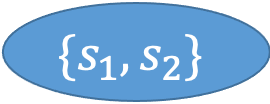 {s₁, s₂}